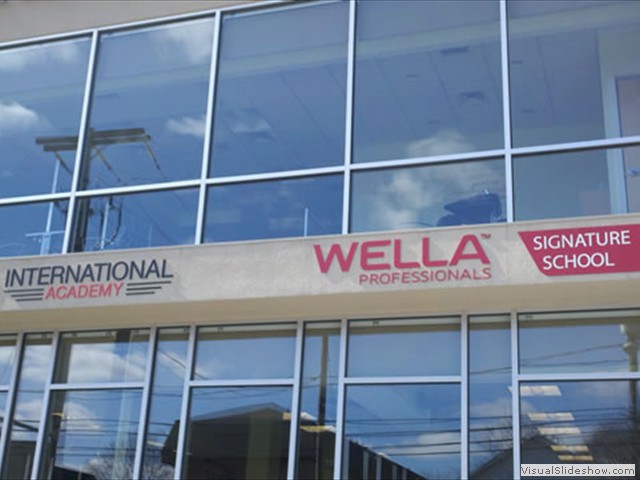 INTERNATIONAL
ACADEMY
WELLA™
PROFESSIONALS
SIGNATURE
SCHOOL
VisualSlideshow.com